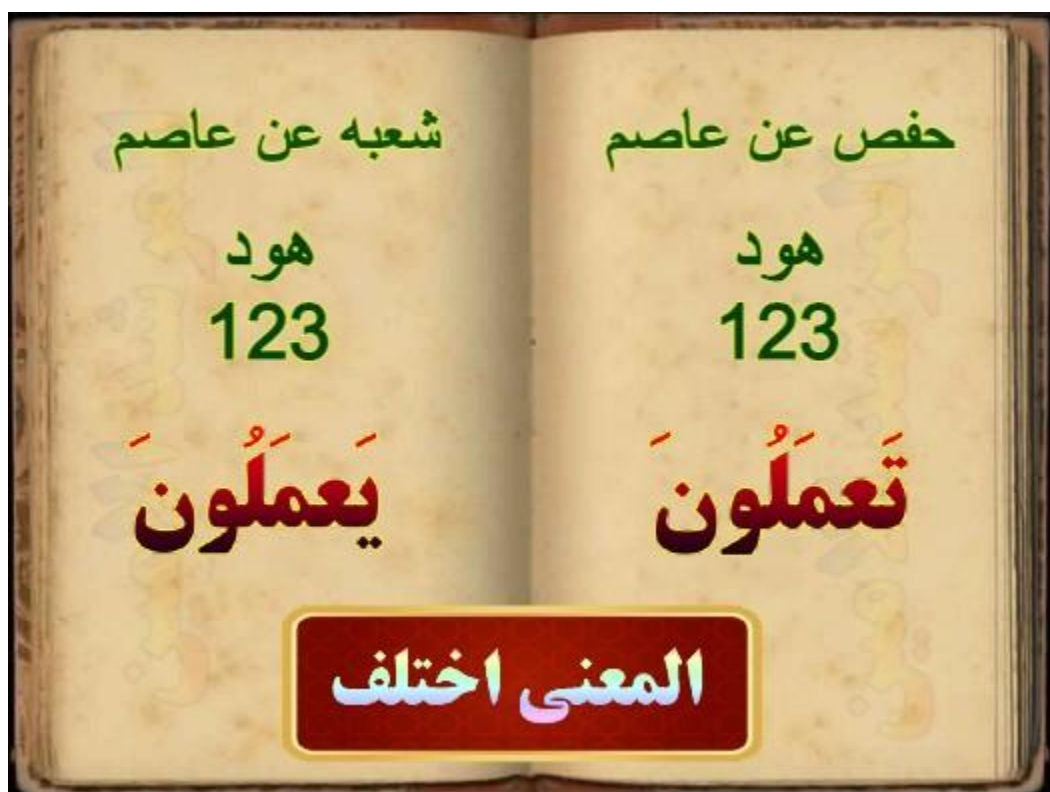 حفص عن عاصم
هود
123
تَعمَلُونَ
شعبه عن عاصم
هود
123
يَعمَلُونَ
المعنى اختلف